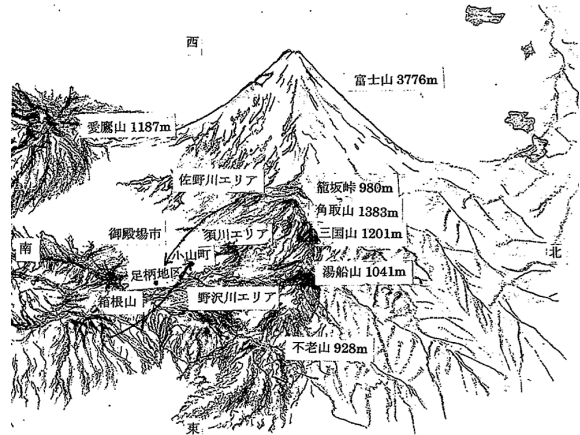 西
富士山 3776m
愛鷹山 1187m
佐野川エリア
籠坂峠 980m
角取山 1383m
三国山 1201m
御殿場市
須川エリア
南
小山町
北
足柄地区
湯船山 1041m
箱根山
野沢川エリア
不老山 928m
東